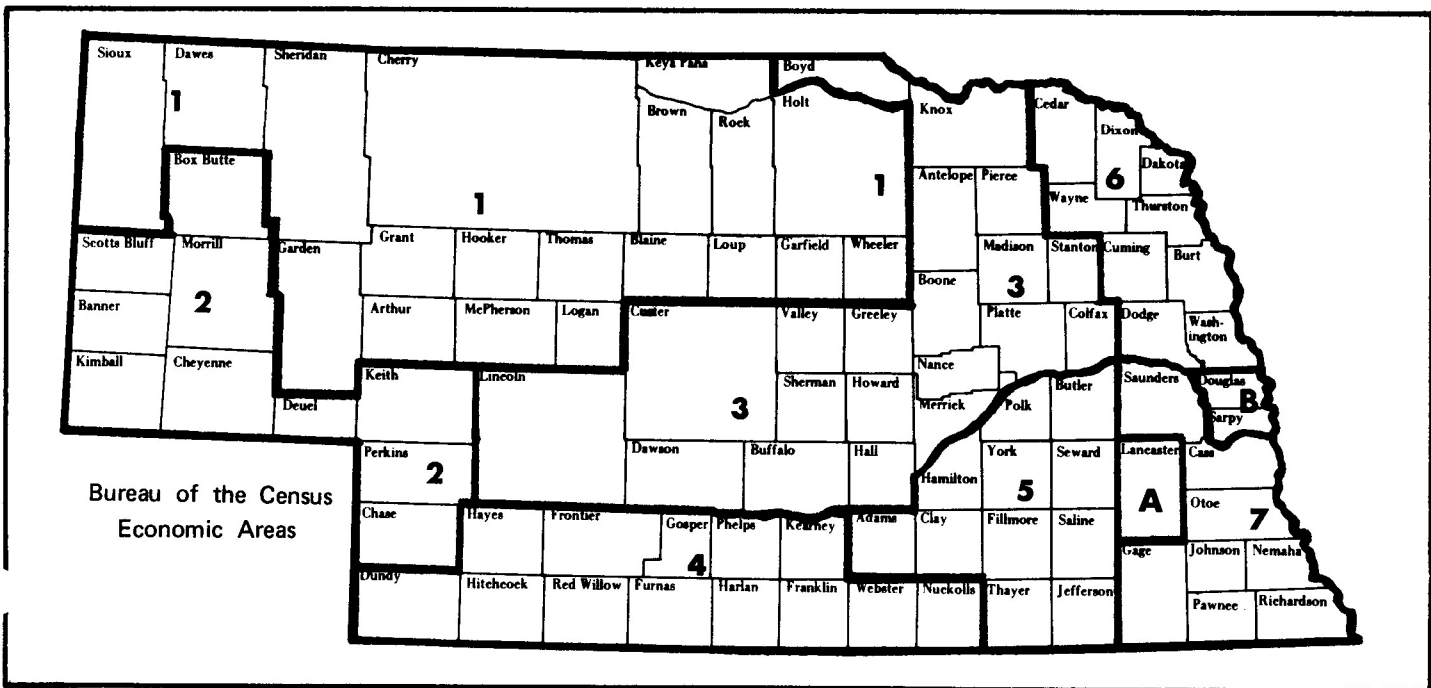 Sioux
Dawes
Sheridan
Cherry
Keya Paha
Boyd
1
Holt
Knox
Cedar
Brown
Rock
Dixon
Box Butte
Dakota
Antelope
Pierce
6
1
1
Wayne
Thurston
Scotts Bluff
Morrill
Garden
Grant
Hooker
Thomas
Blaine
Loup
Garfield
Wheeler
Madison
Stanton
Cuming
Burt
Banner
2
Boone
3
Arthur
McPherson
Logan
Custer
Valley
Greeley
Platte
Colfax
Dodge
Wash-
ington
Kimball
Cheyenne
Nance
Keith
Lincoln
Sherman
Howard
Butler
Saunders
Douglas
B
Deuel
3
Merrick
Polk
Sarpy
Perkins
Dawson
Buffalo
Hall
York
Seward
Lancaster
Cass
2
Hamilton
5
A
Otoe
7
Bureau of the Census
Economic Areas
Chase
Hayes
Frontier
Gosper
Phelps
Kearney
Adams
Clay
Fillmore
Saline
4
Gage
Johnson
Nemaha
Dundy
Hitchcock
Red Willow
Furnas
Harlan
Franklin
Webster
Nuckolls
Thayer
Jefferson
Pawnee
Richardson